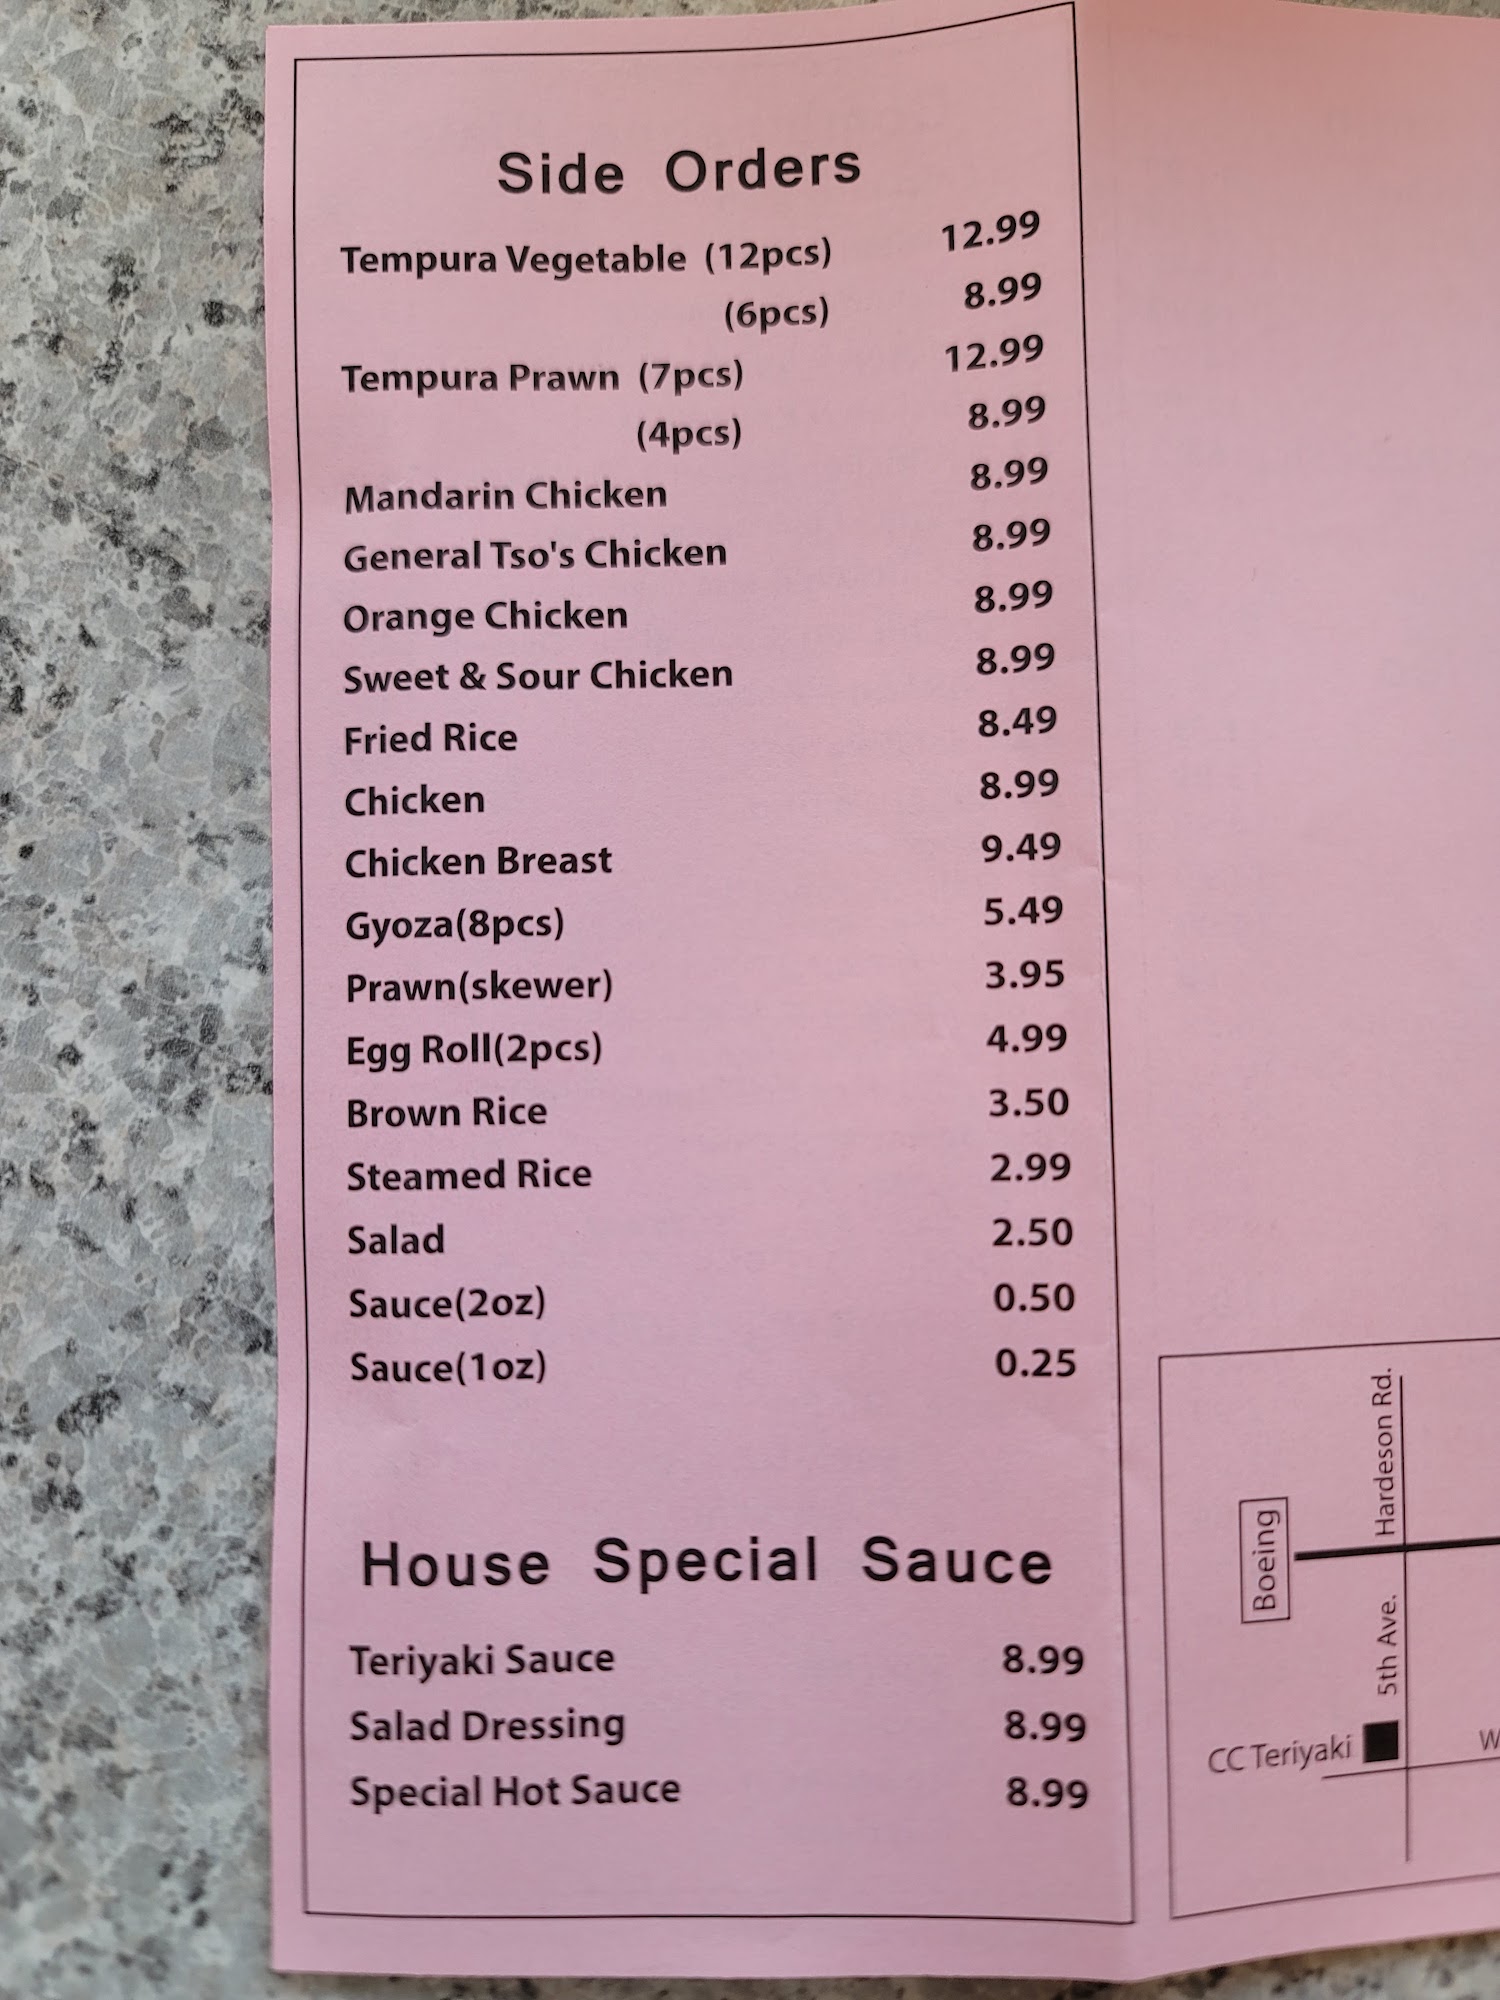 Side Orders
Tempura Vegetable (12pcs) 12.99
(6pcs) 8.99
Tempura Prawn (7pcs) 12.99
(4pcs) 8.99
Mandarin Chicken 8.99
General Tso's Chicken 8.99
Orange Chicken 8.99
Sweet & Sour Chicken 8.99
Fried Rice 8.49
Chicken 8.99
Chicken Breast 9.49
Gyoza(8pcs) 5.49
Prawn(skewer) 3.95
Egg Roll(2pcs) 4.99
Brown Rice 3.50
Steamed Rice 2.99
Salad 2.50
Sauce(2oz) 0.50
Sauce(1oz) 0.25
House Special Sauce
Teriyaki Sauce 8.99
Salad Dressing 8.99
Special Hot Sauce 8.99
Boeing
Hardeson Rd.
5th Ave.
CC Teriyaki